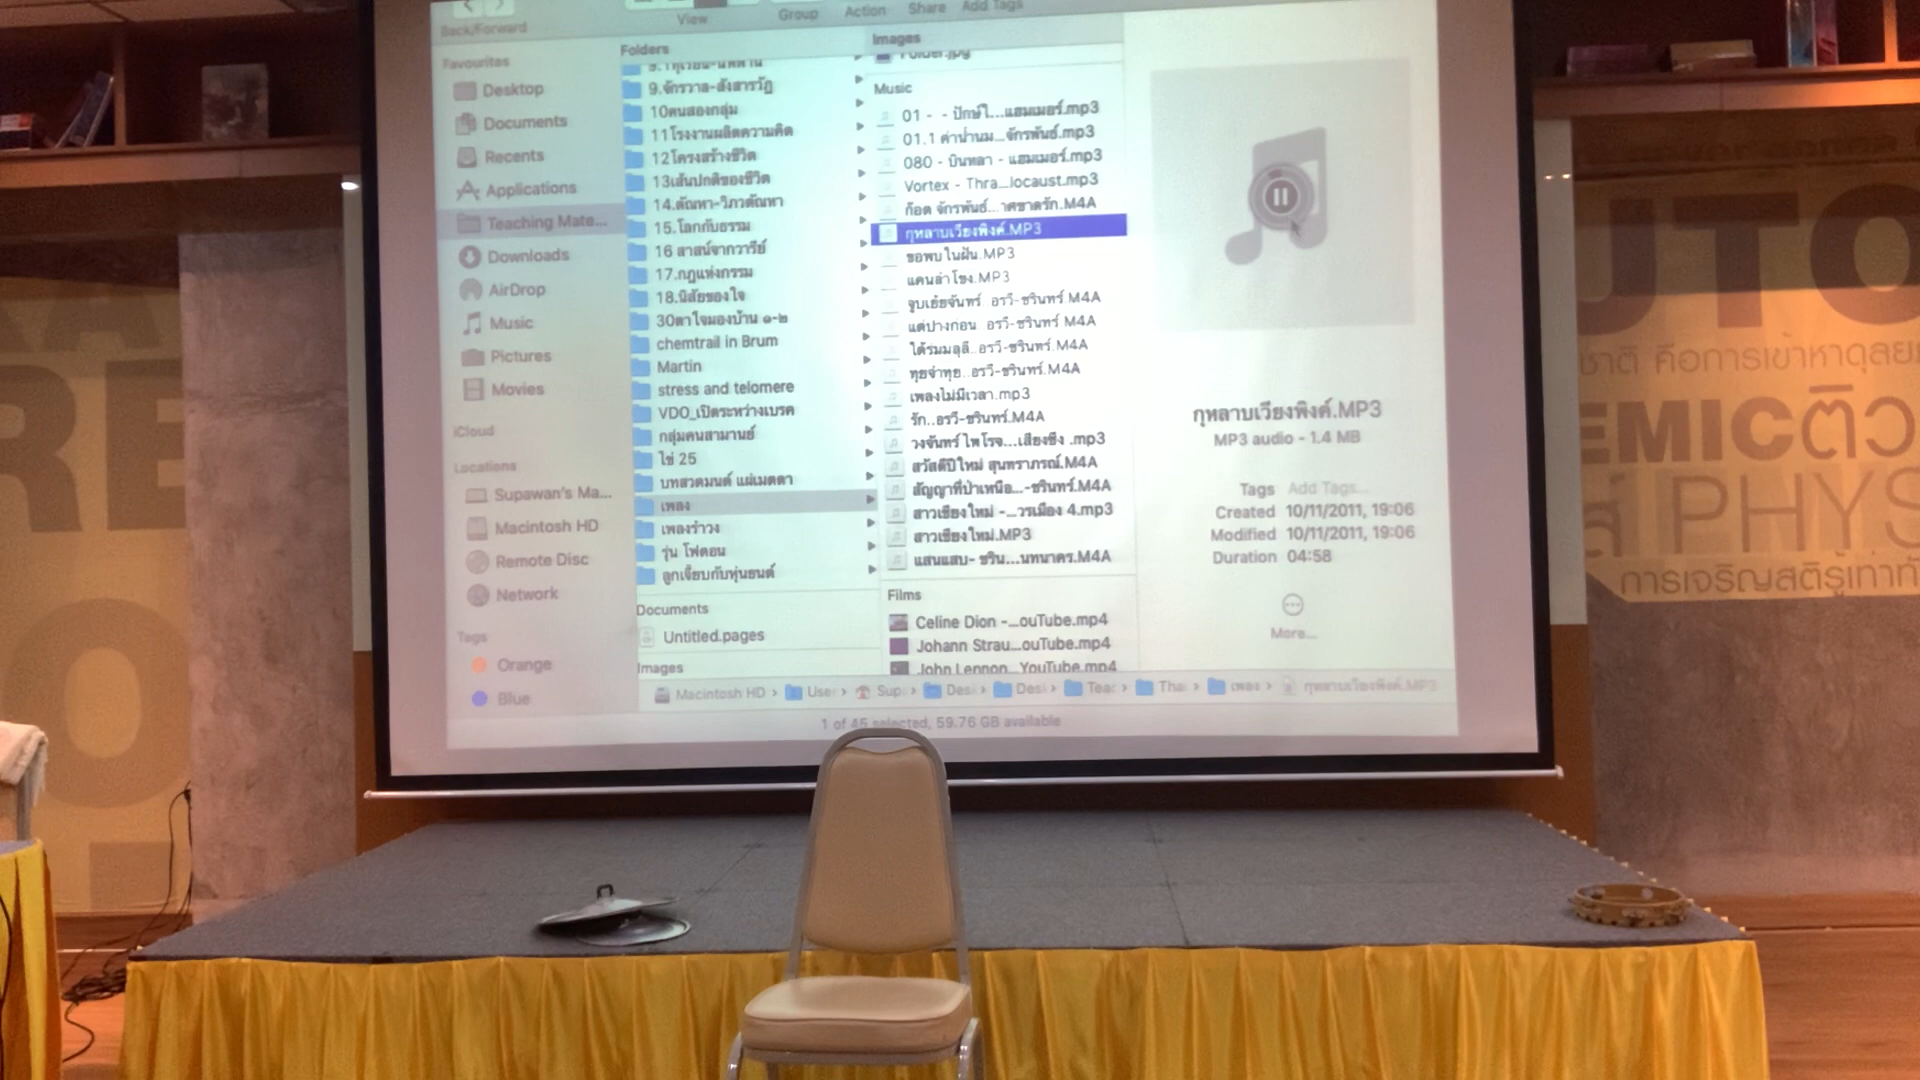 Back/Forward
View
Group
Action
Share
Add Tags
Favourites
Desktop
Documents
Recents
Applications
Teaching Mate...
Downloads
AirDrop
Music
Pictures
Movies
iCloud
Locations
Supawan's Ma...
Macintosh HD
Remote Disc
Network
Tags
Orange
Blue
Folders
9.จักรวาล-สังสารวัฏ
10คนสองกลุ่ม
11โรงงานผลิตความคิด
12โครงสร้างชีวิต
13เส้นปกติของชีวิต
14.ตัณหา-วิภวตัณหา
15.โลกกับธรรม
16 สาสน์จากวารีย์
17.กฎแห่งกรรม
18.นิสัยของใจ
30ตาใจมองบ้าน ๑-๒
chemtrail in Brum
Martin
stress and telomere
VDO_เปิดระหว่างเบรค
กลุ่มคนสามานย์
ไข่ 25
บทสวดมนต์ แผ่เมตตา
เพลง
เพลงรำวง
รุ่น โฟตอน
ลูกเจี๊ยบกับหุ่นยนต์
Documents
Untitled.pages
Images
Images
Folder.jpg
Music
01 - - ปักษ์ใ...แฮมเมอร์.mp3
01.1 ค่าน้ำนม...จักรพันธ์.mp3
080 - บินหลา - แฮมเมอร์.mp3
Vortex - Thra...locaust.mp3
ก๊อต จักรพันธ์...าศขาดรัก.M4A
กุหลาบเวียงพิงค์.MP3
ขอพบในฝัน.MP3
แคนลำโขง.MP3
จูบเย้ยจันทร์..อรวี-ชรินทร์.M4A
แต่ปางก่อน..อรวี-ชรินทร์.M4A
ใต้ร่มมลุลี..อรวี-ชรินทร์.M4A
ทุยจ๋าทุย..อรวี-ชรินทร์.M4A
เพลงไม่มีเวลา.mp3
รัก..อรวี-ชรินทร์.M4A
วงจันทร์ ไพโรจ...เสียงซึง .mp3
สวัสดีปีใหม่ สุนทราภรณ์.M4A
สัญญาที่ป่าเหนือ...-ชรินทร์.M4A
สาวเชียงใหม่ -...วรเมือง 4.mp3
สาวเชียงใหม่.MP3
แสนแสบ- ชริน...นทนาคร.M4A
Films
Celine Dion -...ouTube.mp4
Johann Strau...ouTube.mp4
John Lennon...YouTube.mp4
กุหลาบเวียงพิงค์.MP3
MP3 audio - 1.4 MB
Tags Add Tags...
Created 10/11/2011, 19:06
Modified 10/11/2011, 19:06
Duration 04:58
More...
Macintosh HD › User › Sup › Des › Des › Teac › Tha › เพลง › กุหลาบเวียงพิงค์.MP3
1 of 45 selected, 59.76 GB available
UTO
ชาติ คือการเข้าหาดุลย
EMICติว
PHYS
การเจริญสติรู้เท่าทั
RE